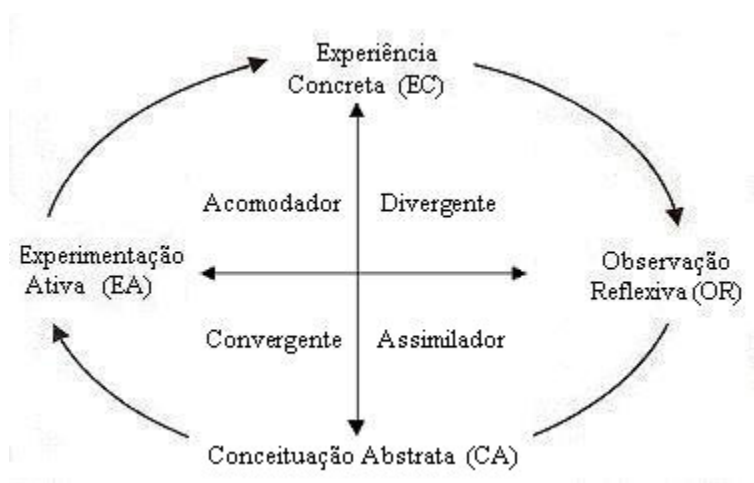 Experiência
Concreta (EC)
Acomodador
Divergente
Experimentação
Ativa (EA)
Observação
Reflexiva (OR)
Convergente
Assimilador
Conceituação Abstrata (CA)